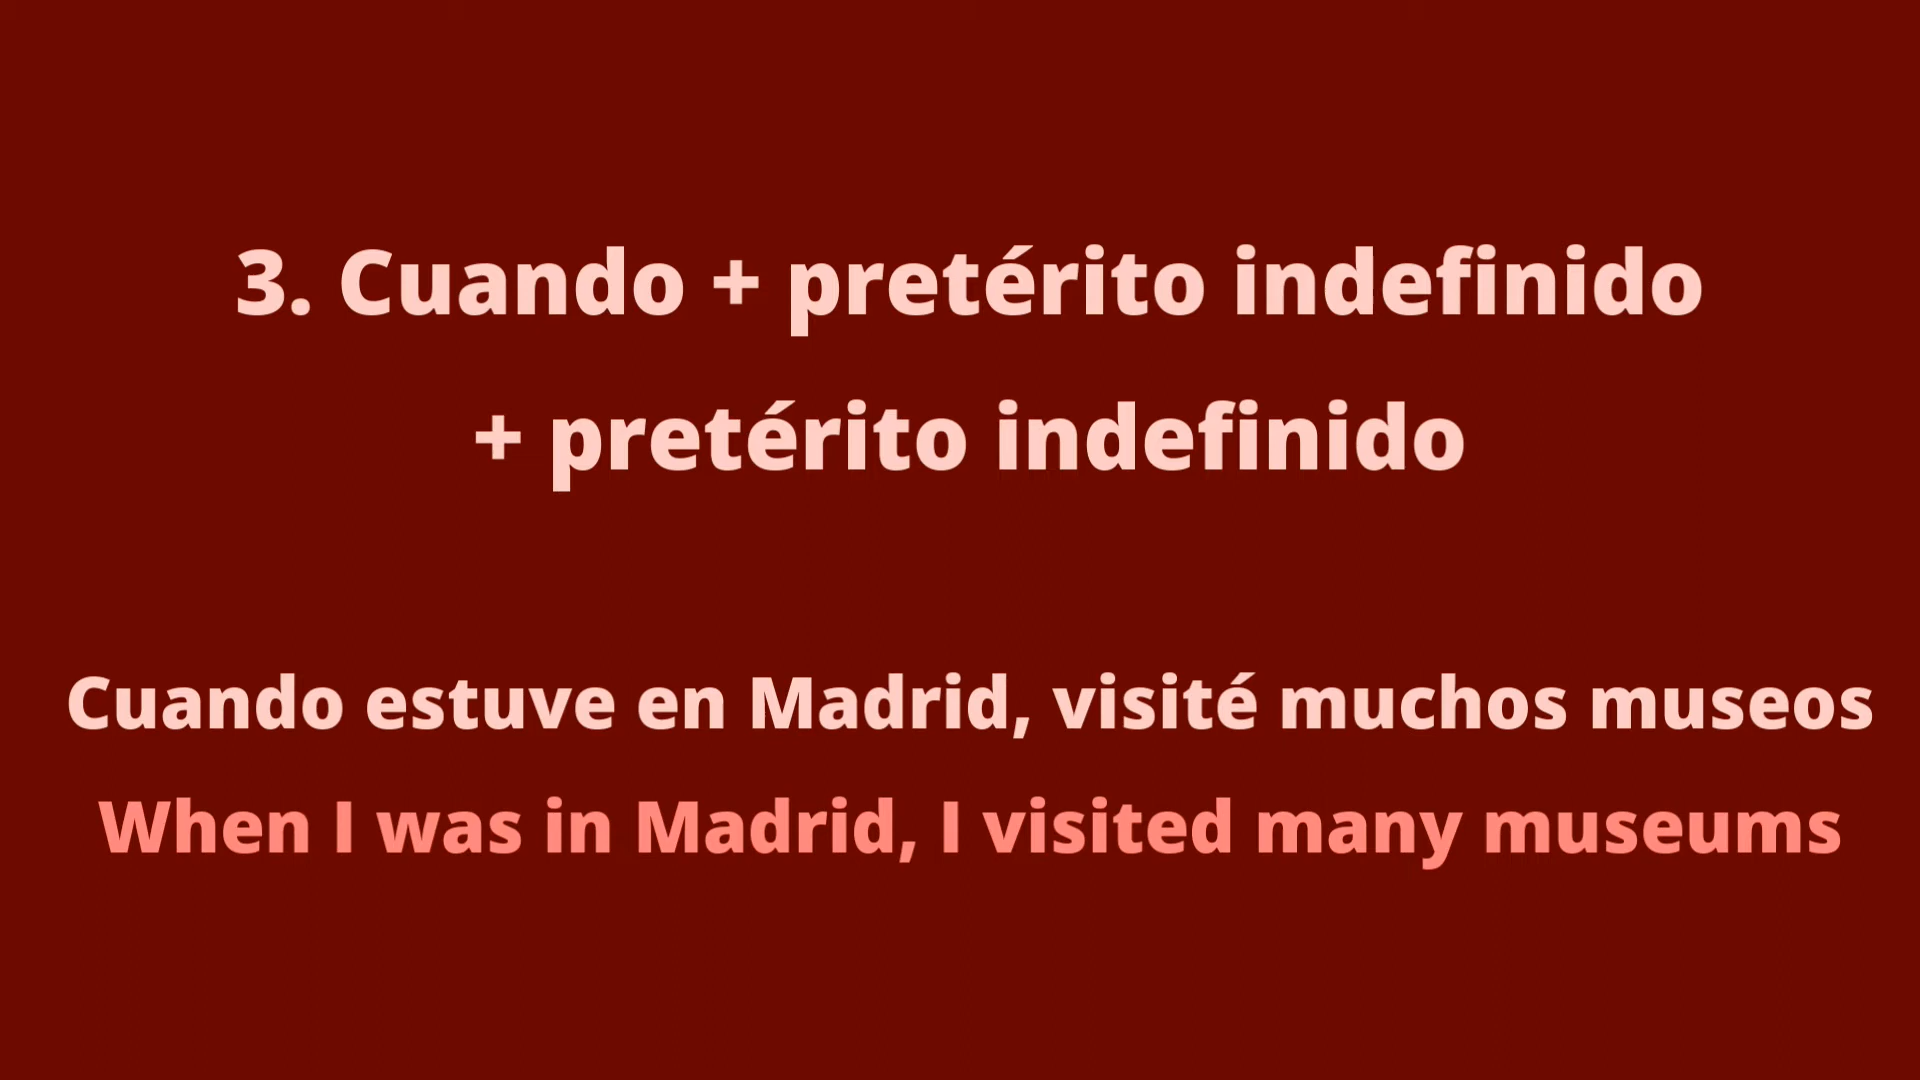 3. Cuando + pretérito indefinido
+ pretérito indefinido
Cuando estuve en Madrid, visité muchos museos
When I was in Madrid, I visited many museums